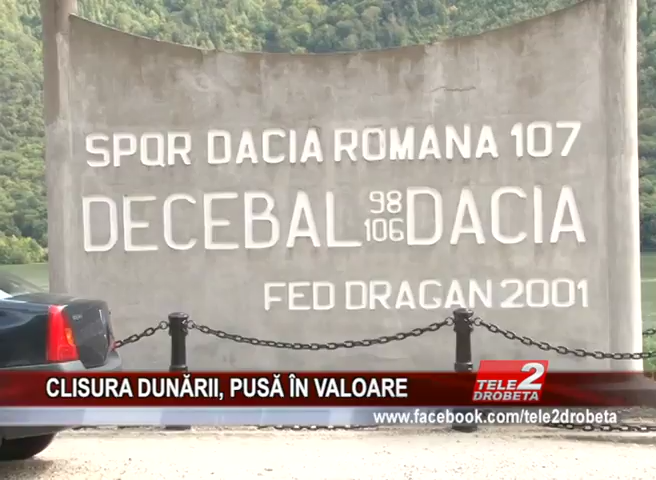 SPQR DACIA ROMANA 107
DECEBAL 98 106 DACIA
FED DRAGAN 2001
CLISURA DUNĂRII, PUSĂ ÎN VALOARE
TELE 2
DROBETA
www.facebook.com/tele2drobeta